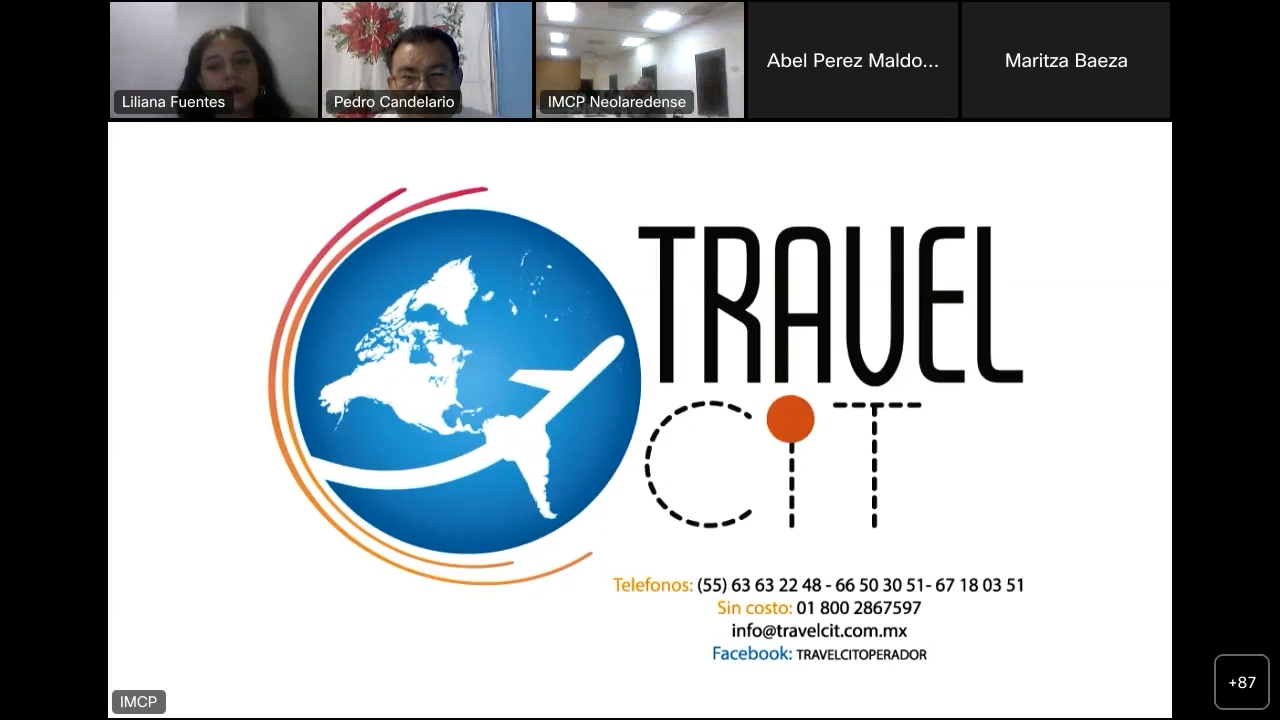 Liliana Fuentes
Pedro Candelario
IMCP Neolaredense
Abel Perez Maldo...
Maritza Baeza
TRAVEL
CiT
Telefonos: (55) 63 63 22 48 - 66 50 30 51- 67 18 03 51
Sin costo: 01 800 2867597
info@travelcit.com.mx
Facebook: TRAVELCITOPERADOR
IMCP
+87